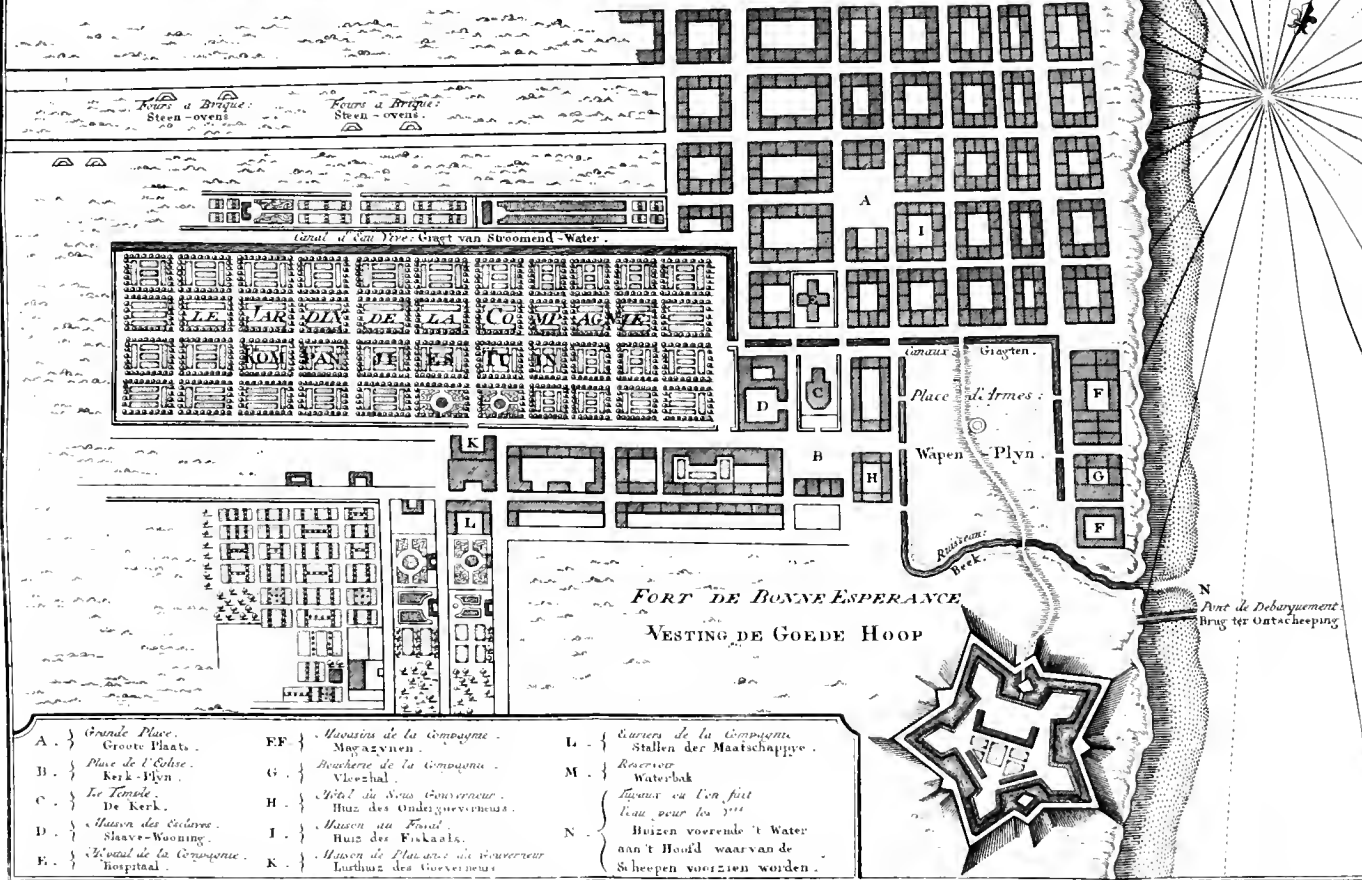 Fours a Brique:
Steen-ovens
Fours a Brique:
Steen-ovens.
A
Canal d'Eau Vive: Gragt van Stroomend-Water.
I
E
LE JARDIN DE LA COMPAGNIE
KOMPANJIES TUIN
Canaux: Gragten.
D
C
Place d'Armes:
F
K
B
H
Wapen-Plyn.
G
L
F
Ruisseau:
Beek.
FORT DE BONNE ESPERANCE
VESTING DE GOEDE HOOP
N
Pont de Debarquement
Brug ter Ontscheeping
A. Grande Place.
Groote Plaats.
B. Place de l'Eglise.
Kerk-Plyn.
C. Le Temple.
De Kerk.
D. Maison des Esclaves.
Slaave-Wooning.
E. Hopital de la Compagnie.
Hospitaal.
FF. Magasins de la Compagnie.
Magazynen.
G. Boucherie de la Compagnie.
Vleeshal.
H. Hôtel du Sous Gouverneur.
Huis des Ondergoeverneurs.
I. Maison du Fiscal.
Huis des Fiskaals.
K. Maison de Plaisance du Gouverneur
Lusthuis des Goeverneurs
L. Ecuries de la Compagnie
Stallen der Maatschappye.
M. Reservoir
Waterbak
N. Tuyaux ou l'on fait
l'eau pour les
Buizen voerende 't Water
aan 't Hoofd waar van de
Scheepen voorzien worden.